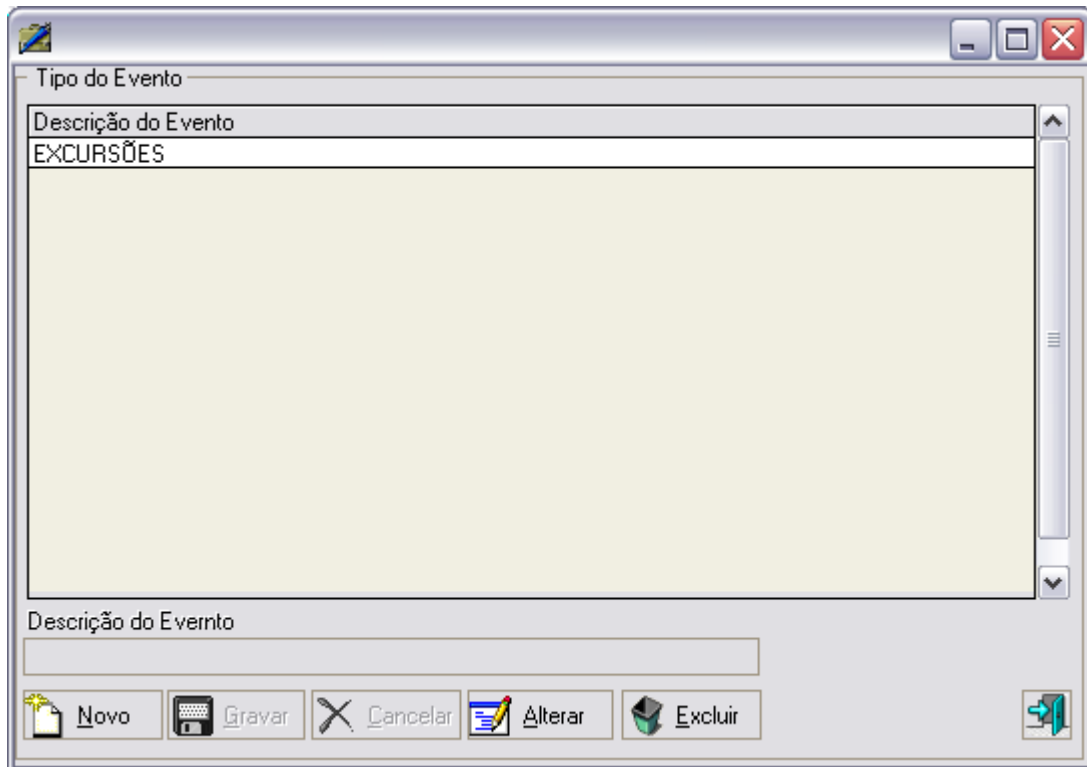 Tipo do Evento
Descrição do Evento
EXCURSÕES
Descrição do Evernto
Novo Gravar Cancelar Alterar Excluir